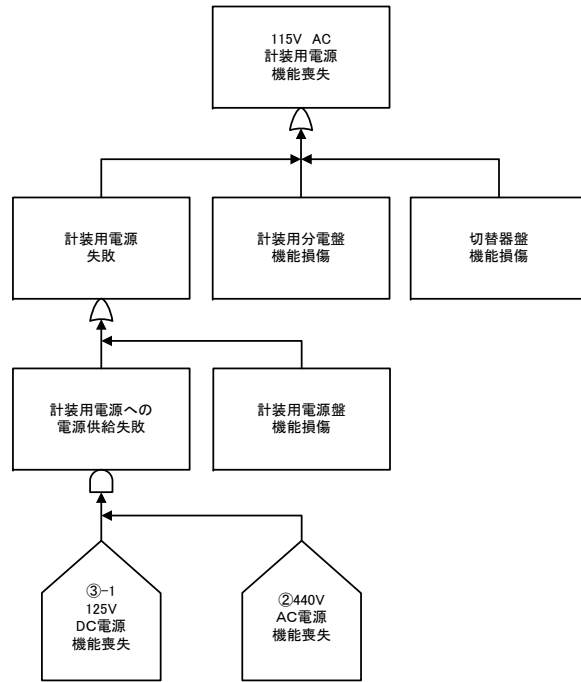 115V AC
計装用電源
機能喪失
計装用電源
失敗
計装用分電盤
機能損傷
切替器盤
機能損傷
計装用電源への
電源供給失敗
計装用電源盤
機能損傷
③-1
125V
DC電源
機能喪失
②440V
AC電源
機能喪失